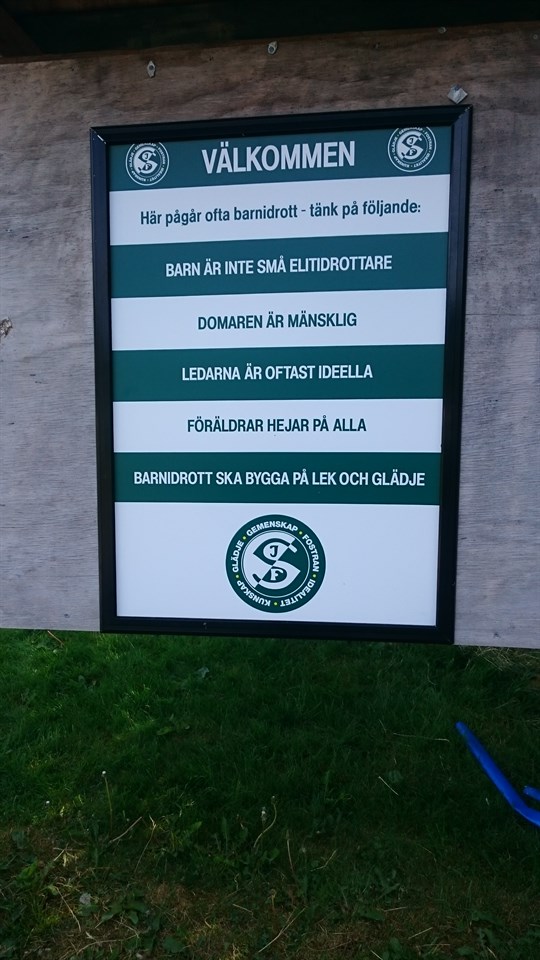 VÄLKOMMEN
Här pågår ofta barnidrott - tänk på följande:
BARN ÄR INTE SMÅ ELITIDROTTARE
DOMAREN ÄR MÄNSKLIG
LEDARNA ÄR OFTAST IDEELLA
FÖRÄLDRAR HEJAR PÅ ALLA
BARNIDROTT SKA BYGGA PÅ LEK OCH GLÄDJE
GLÄDJE • GEMENSKAP • FOSTRAN • IDEALITET • KUNSKAP
J S F